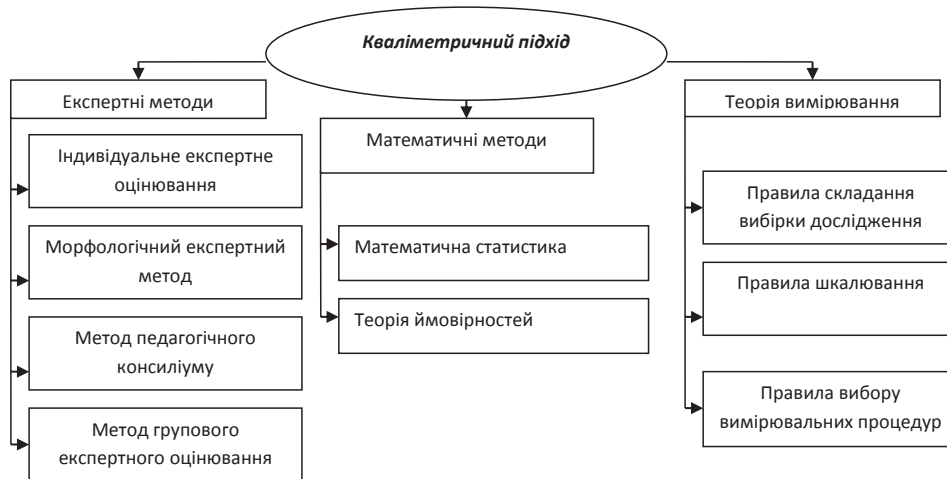 Кваліметричний підхід
Експертні методи
Індивідуальне експертне
оцінювання
Морфологічний експертний
метод
Метод педагогічного
консиліуму
Метод групового
експертного оцінювання
Математичні методи
Математична статистика
Теорія ймовірностей
Теорія вимірювання
Правила складання
вибірки дослідження
Правила шкалювання
Правила вибору
вимірювальних процедур